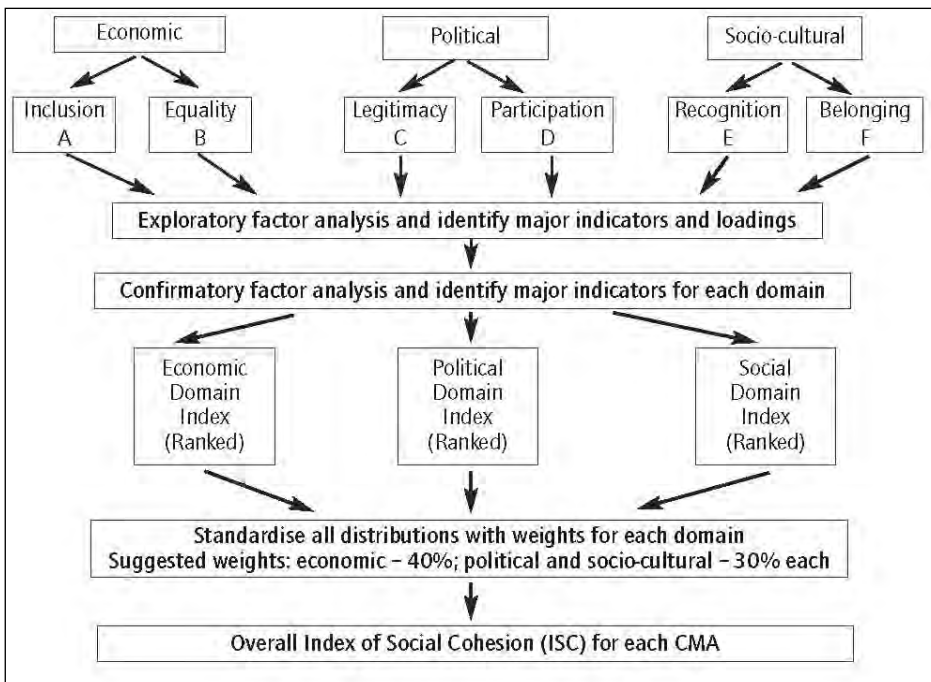 Economic
Political
Socio-cultural
Inclusion
A
Equality
B
Legitimacy
C
Participation
D
Recognition
E
Belonging
F
Exploratory factor analysis and identify major indicators and loadings
Confirmatory factor analysis and identify major indicators for each domain
Economic
Domain
Index
(Ranked)
Political
Domain
Index
(Ranked)
Social
Domain
Index
(Ranked)
Standardise all distributions with weights for each domain
Suggested weights: economic – 40%; political and socio-cultural – 30% each
Overall Index of Social Cohesion (ISC) for each CMA